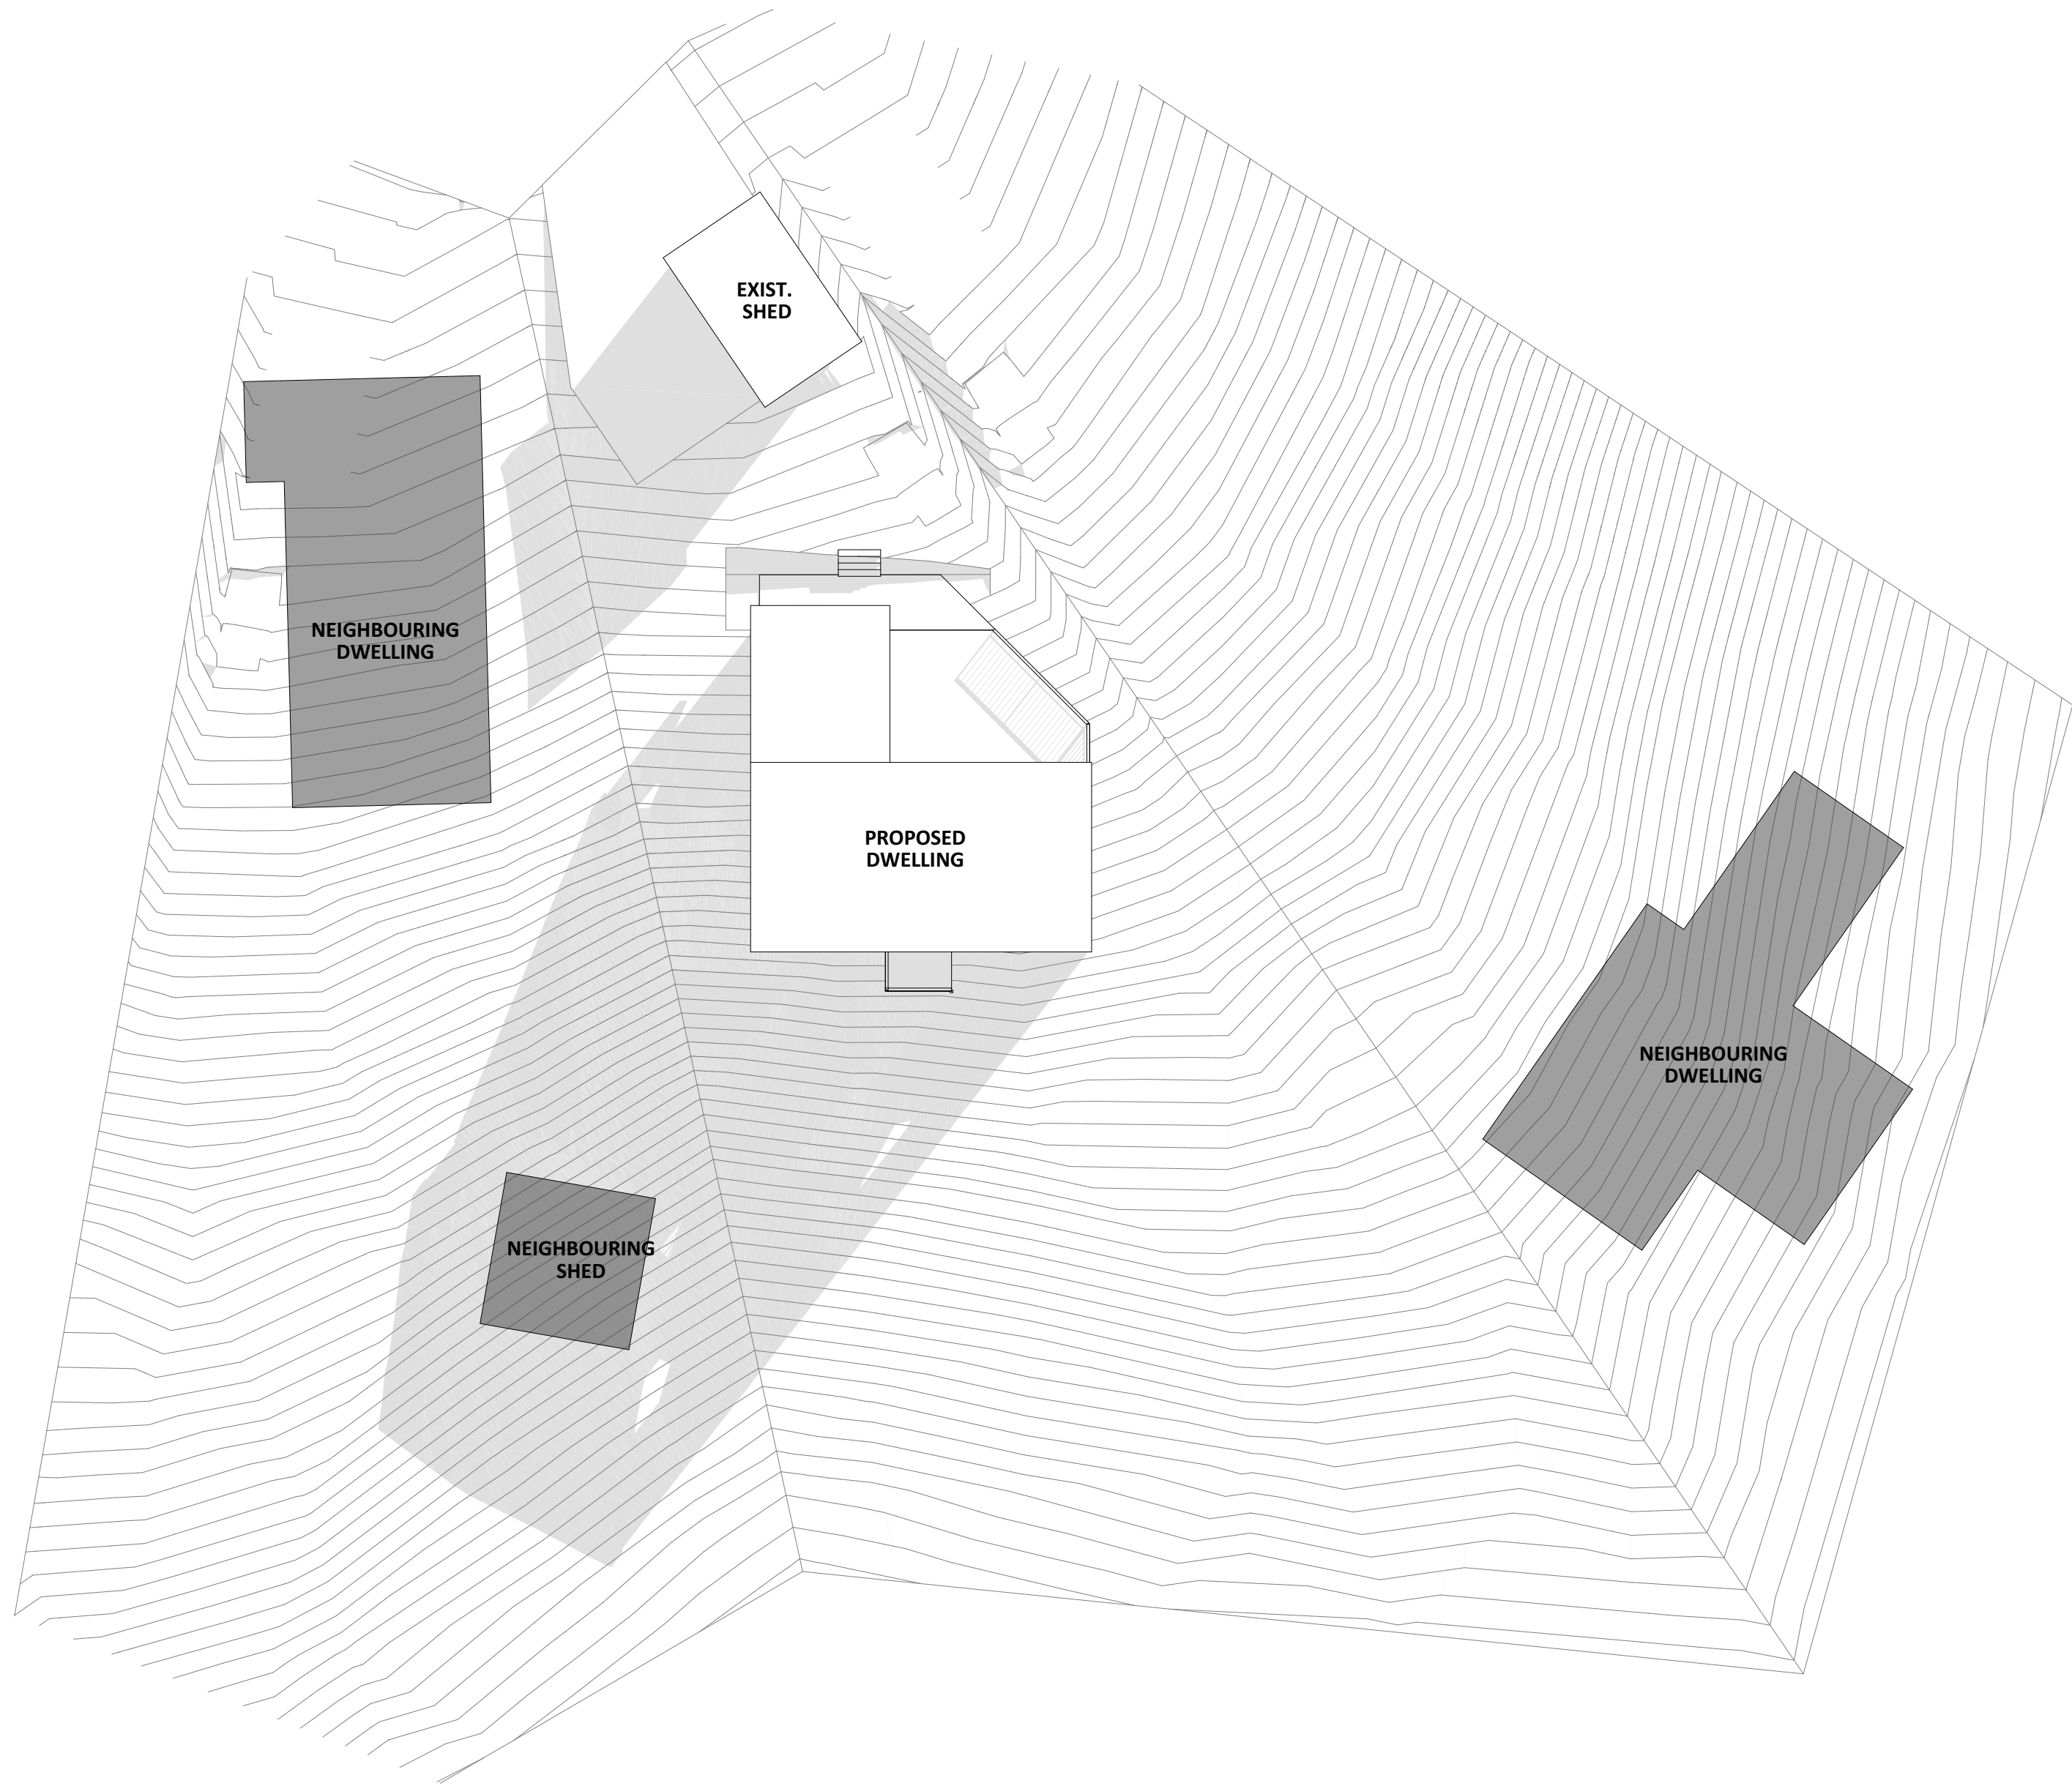 EXIST.
SHED
NEIGHBOURING
DWELLING
PROPOSED
DWELLING
NEIGHBOURING
DWELLING
NEIGHBOURING
SHED